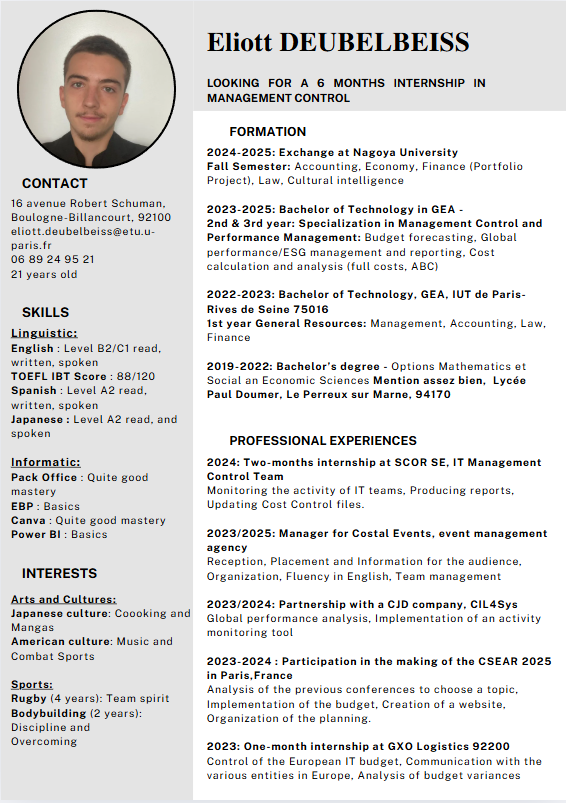 Eliott DEUBELBEISS
LOOKING FOR A 6 MONTHS INTERNSHIP IN
MANAGEMENT CONTROL
CONTACT
16 avenue Robert Schuman,
Boulogne-Billancourt, 92100
eliott.deubelbeiss@etu.u-
paris.fr
06 89 24 95 21
21 years old
SKILLS
Linguistic:
English : Level B2/C1 read,
written, spoken
TOEFL IBT Score : 88/120
Spanish : Level A2 read,
written, spoken
Japanese : Level A2 read, and
spoken
Informatic:
Pack Office : Quite good
mastery
EBP : Basics
Canva : Quite good mastery
Power BI : Basics
INTERESTS
Arts and Cultures:
Japanese culture: Coooking and
Mangas
American culture: Music and
Combat Sports
Sports:
Rugby (4 years): Team spirit
Bodybuilding (2 years):
Discipline and
Overcoming
FORMATION
2024-2025: Exchange at Nagoya University
Fall Semester: Accounting, Economy, Finance (Portfolio
Project), Law, Cultural intelligence
2023-2025: Bachelor of Technology in GEA -
2nd & 3rd year: Specialization in Management Control and
Performance Management: Budget forecasting, Global
performance/ESG management and reporting, Cost
calculation and analysis (full costs, ABC)
2022-2023: Bachelor of Technology, GEA, IUT de Paris-
Rives de Seine 75016
1st year General Resources: Management, Accounting, Law,
Finance
2019-2022: Bachelor's degree - Options Mathematics et
Social an Economic Sciences Mention assez bien, Lycée
Paul Doumer, Le Perreux sur Marne, 94170
PROFESSIONAL EXPERIENCES
2024: Two-months internship at SCOR SE, IT Management
Control Team
Monitoring the activity of IT teams, Producing reports,
Updating Cost Control files.
2023/2025: Manager for Costal Events, event management
agency
Reception, Placement and Information for the audience,
Organization, Fluency in English, Team management
2023/2024: Partnership with a CJD company, CIL4Sys
Global performance analysis, Implementation of an activity
monitoring tool
2023-2024 : Participation in the making of the CSEAR 2025
in Paris,France
Analysis of the previous conferences to choose a topic,
Implementation of the budget, Creation of a website,
Organization of the planning.
2023: One-month internship at GXO Logistics 92200
Control of the European IT budget, Communication with the
various entities in Europe, Analysis of budget variances